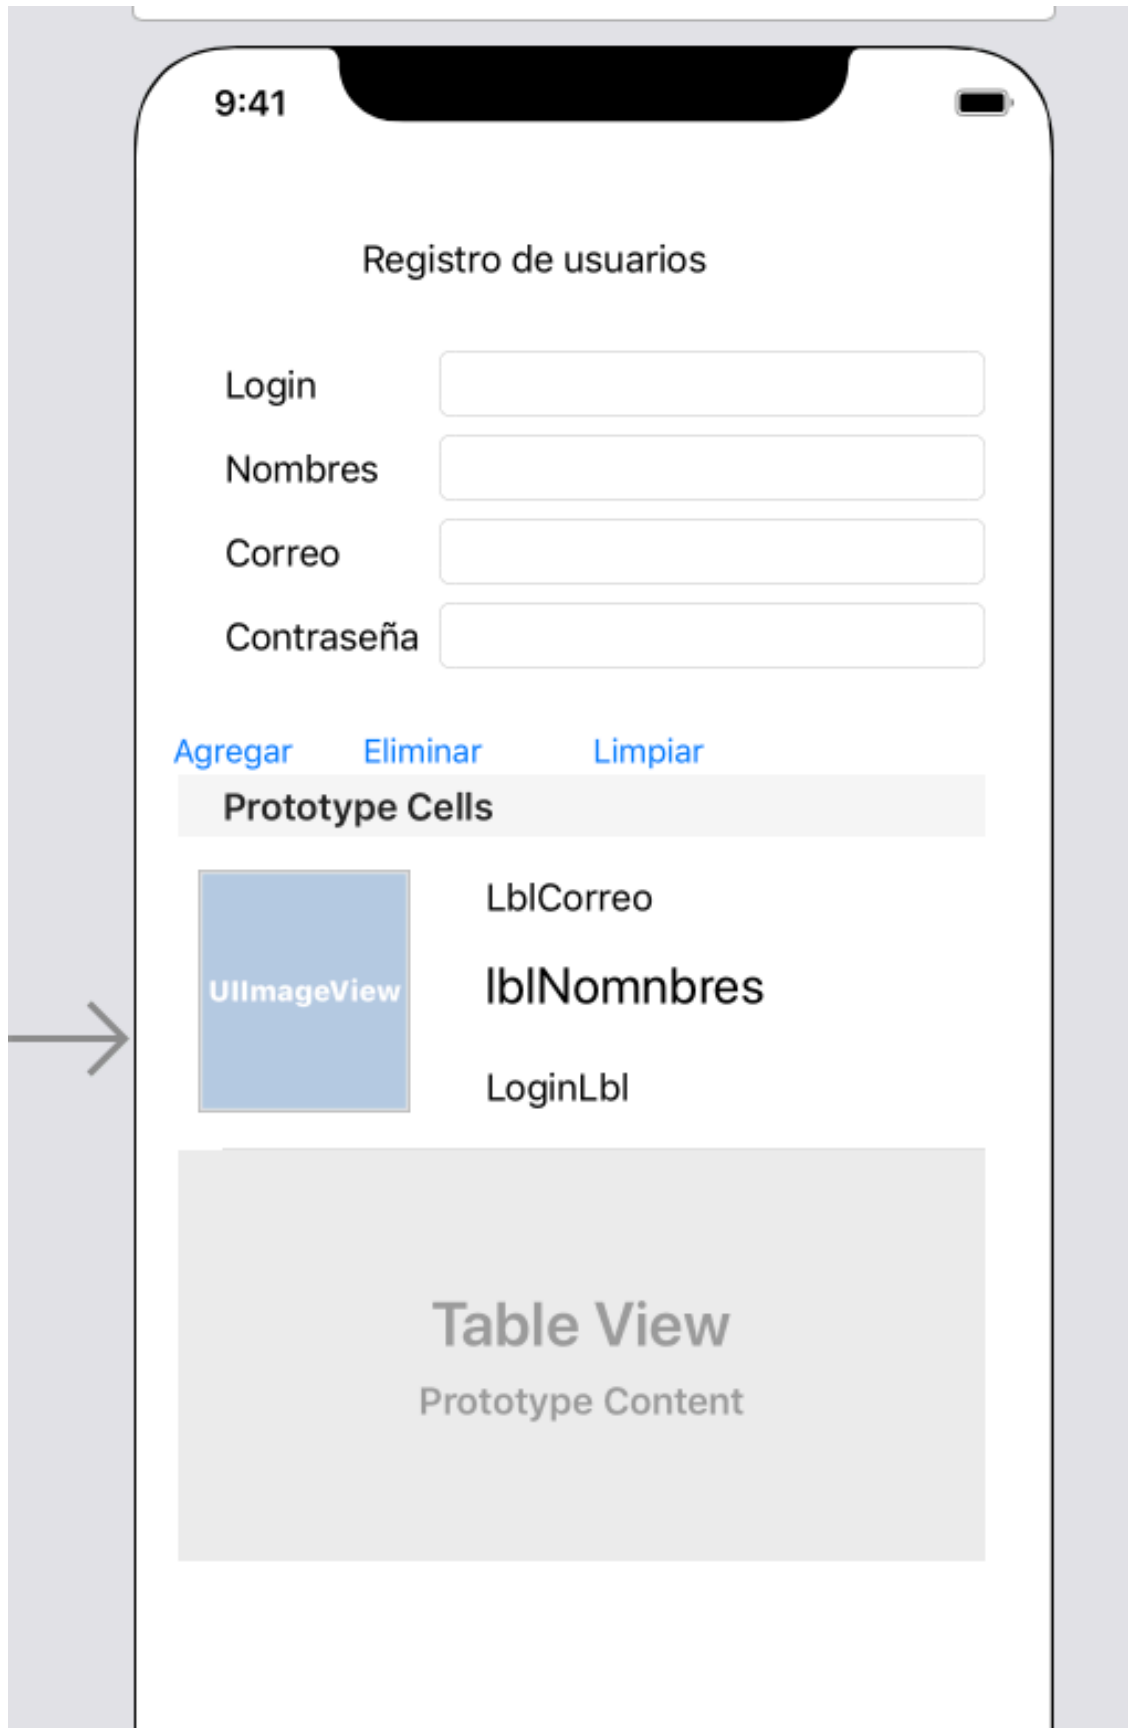 9:41
Registro de usuarios
Login
Nombres
Correo
Contraseña
Agregar Eliminar Limpiar
Prototype Cells
LblCorreo
UIImageView lblNomnbres
LoginLbl
Table View
Prototype Content